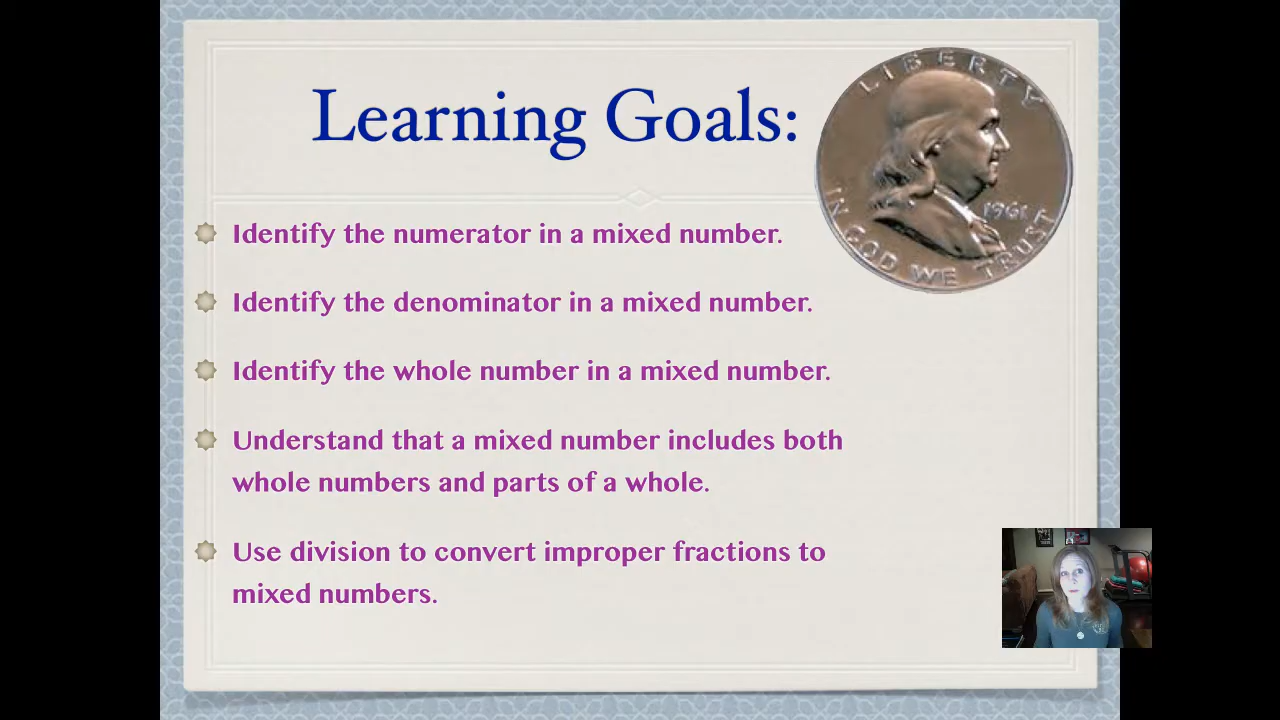 Learning Goals:
LIBERTY
1961
IN GOD WE TRUST
Identify the numerator in a mixed number.
Identify the denominator in a mixed number.
Identify the whole number in a mixed number.
Understand that a mixed number includes both
whole numbers and parts of a whole.
Use division to convert improper fractions to
mixed numbers.